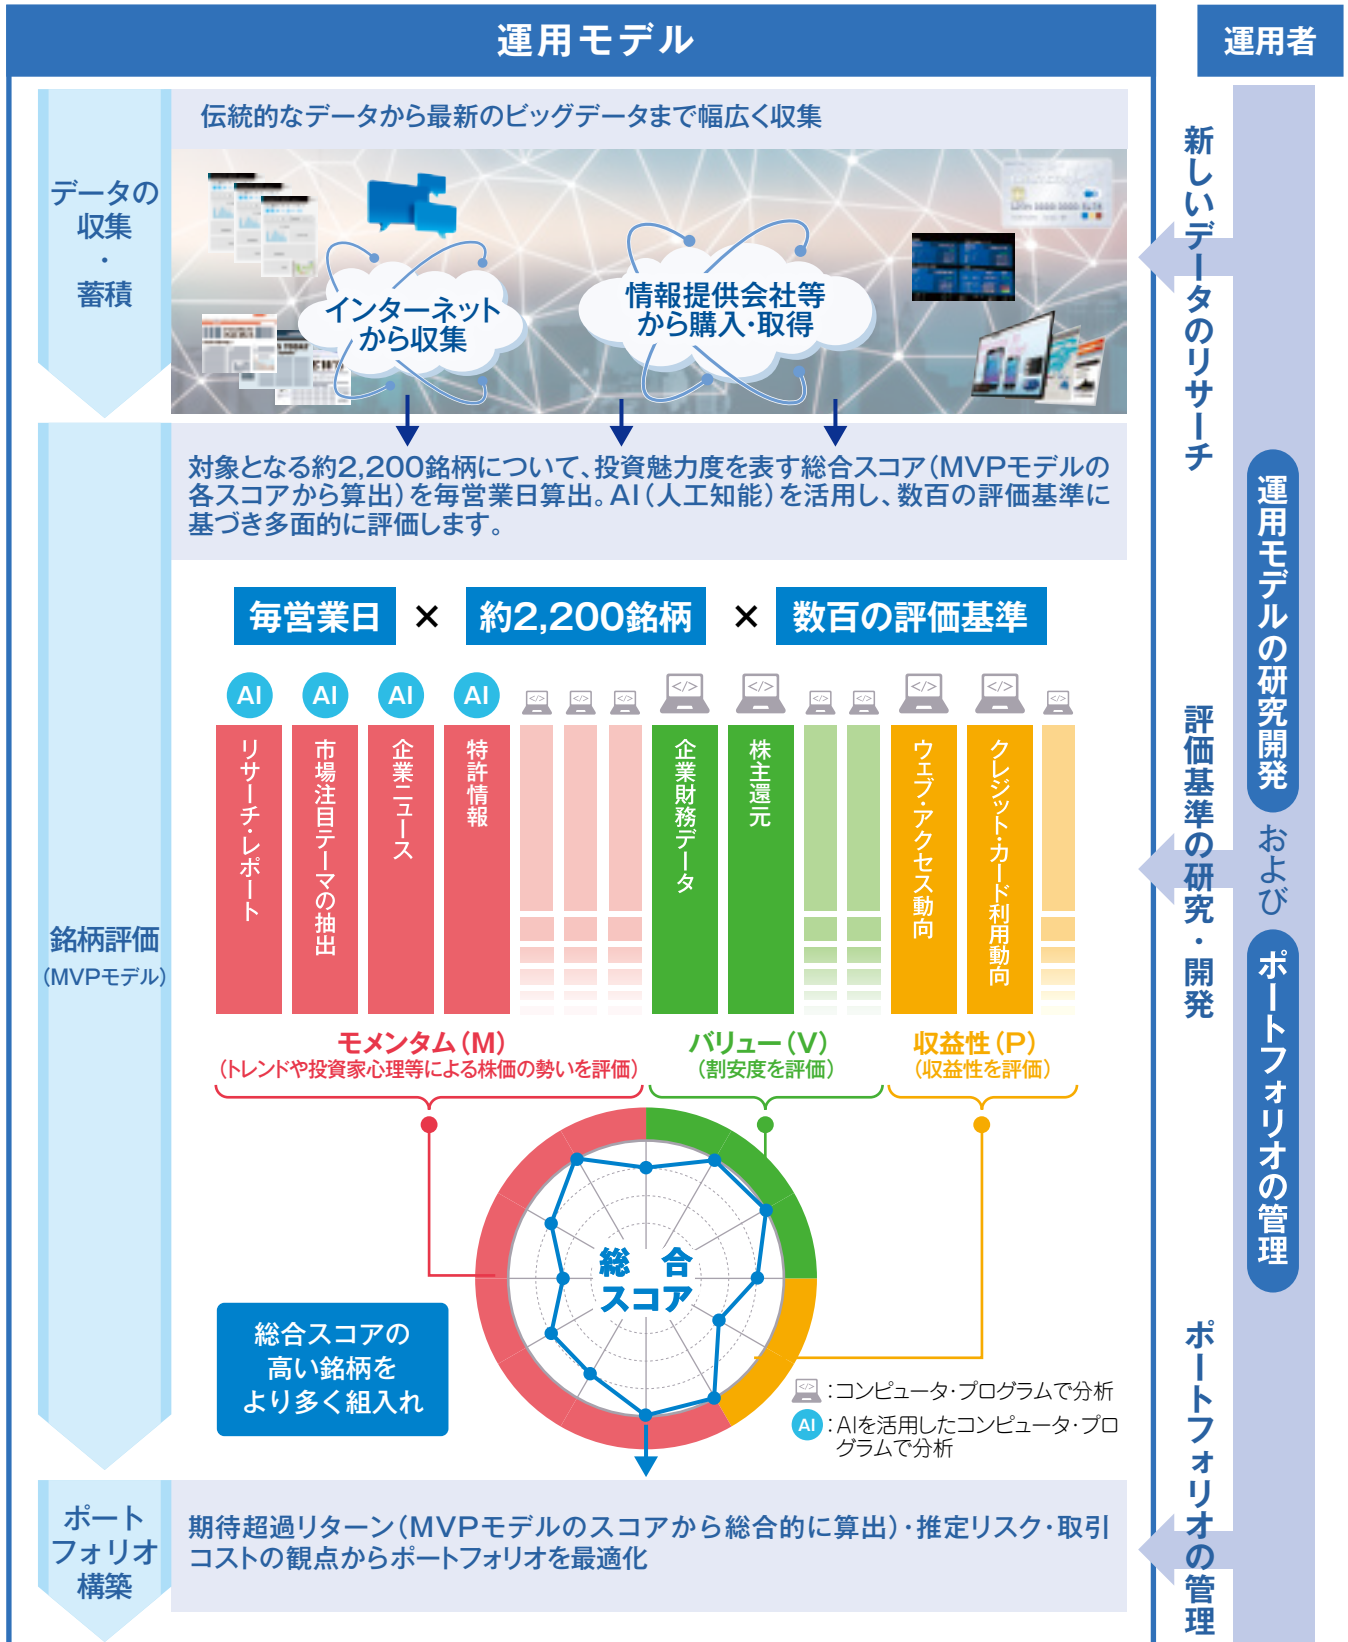 運用モデル
運用者
データの
収集
・
蓄積
伝統的なデータから最新のビッグデータまで幅広く収集
インターネット
から収集
情報提供会社等
から購入・取得
新しいデータのリサーチ
銘柄評価
(MVPモデル)
対象となる約2,200銘柄について、投資魅力度を表す総合スコア(MVPモデルの
各スコアから算出)を毎営業日算出。AI(人工知能)を活用し、数百の評価基準に
基づき多面的に評価します。
毎営業日 × 約2,200銘柄 × 数百の評価基準
AI AI AI AI </> </> </> </> </> </> </> </> </> </>
リサーチ・レポート
市場注目テーマの抽出
企業ニュース
特許情報
企業財務データ
株主還元
ウェブ・アクセス動向
クレジット・カード利用動向
モメンタム(M)
(トレンドや投資家心理等による株価の勢いを評価)
バリュー(V)
(割安度を評価)
収益性(P)
(収益性を評価)
総合
スコア
総合スコアの
高い銘柄を
より多く組入れ
</> :コンピュータ・プログラムで分析
AI :AIを活用したコンピュータ・プロ
グラムで分析
評価基準の研究・開発
運用モデルの研究開発
および
ポートフォリオの管理
ポート
フォリオ
構築
期待超過リターン(MVPモデルのスコアから総合的に算出)・推定リスク・取引
コストの観点からポートフォリオを最適化
ポートフォリオの管理